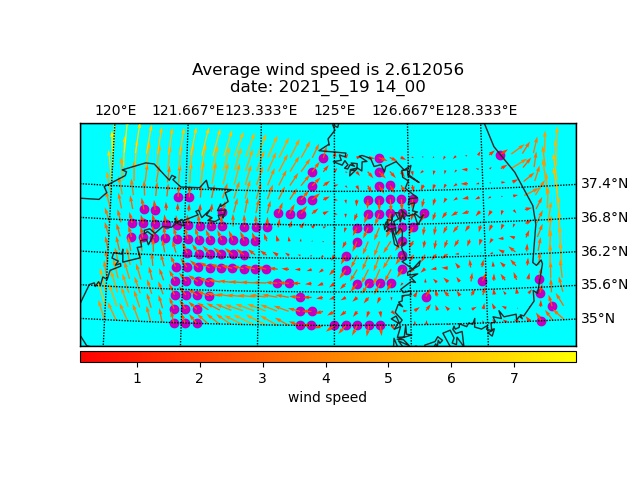 Average wind speed is 2.612056
date: 2021_5_19 14_00
120°E 121.667°E 123.333°E 125°E 126.667°E 128.333°E
37.4°N
36.8°N
36.2°N
35.6°N
35°N
1 2 3 4 5 6 7
wind speed